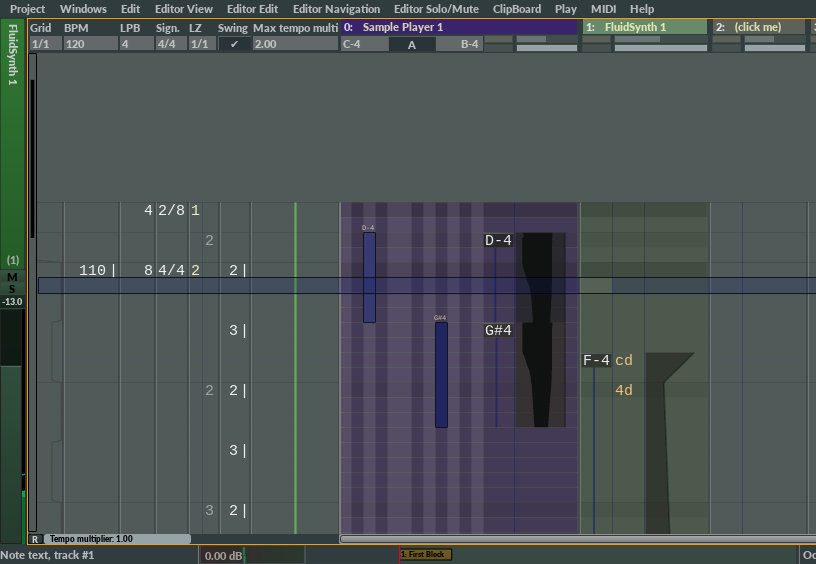 Project Windows Edit Editor View Editor Edit Editor Navigation Editor Solo/Mute ClipBoard Play MIDI Help
FluidSynth 1
Grid BPM LPB Sign. LZ Swing Max tempo multi 0: Sample Player 1 1: FluidSynth 1 2: (click me)
1/1 120 4 4/4 1/1 ✓ 2.00 C-4 A B-4
4 2/8 1
D-4
2 D-4
(1)
110| 8 4/4 2 2|
M
S
-13.0
G#4
3| G#4
F-4 cd
2 2| 4d
3|
3 2|
R Tempo multiplier: 1.00
Note text, track #1 0.00 dB 1: First Block